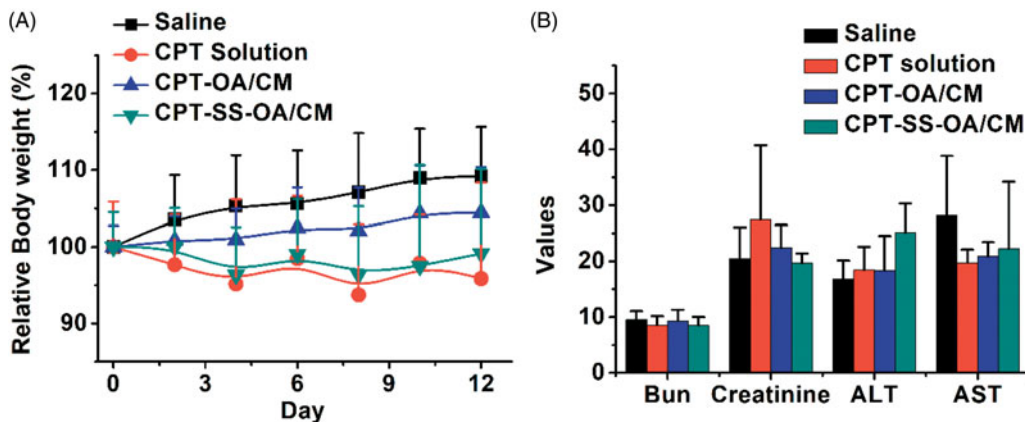 (A)
Saline
CPT Solution
CPT-OA/CM
CPT-SS-OA/CM
Relative Body weight (%)
120
110
100
90
0 3 6 9 12
Day
(B)
Saline
CPT solution
CPT-OA/CM
CPT-SS-OA/CM
Values
50
40
30
20
10
0
Bun Creatinine ALT AST